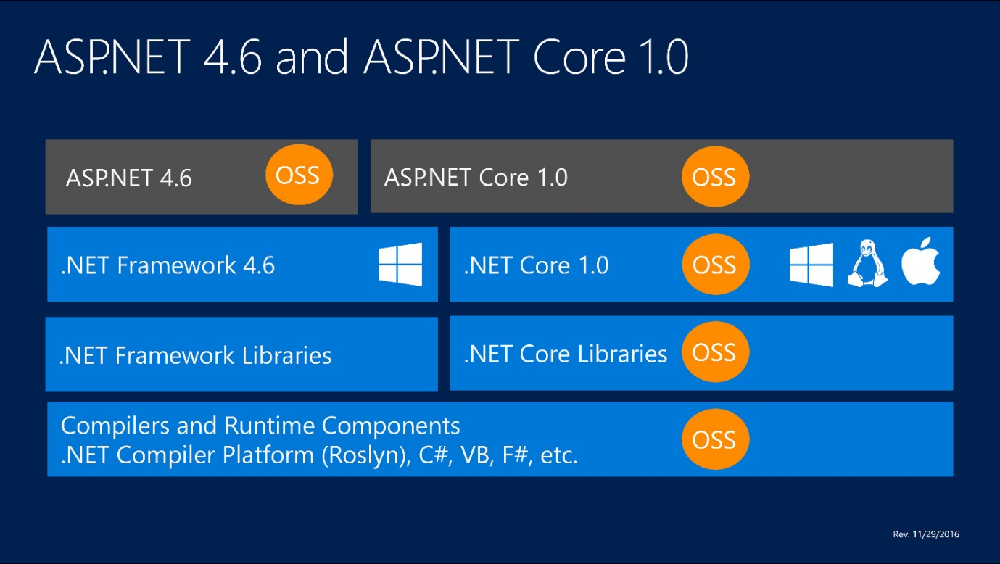 ASP.NET 4.6 and ASP.NET Core 1.0
ASP.NET 4.6
OSS
ASP.NET Core 1.0
OSS
.NET Framework 4.6
.NET Core 1.0
OSS
.NET Framework Libraries
.NET Core Libraries
OSS
Compilers and Runtime Components
.NET Compiler Platform (Roslyn), C#, VB, F#, etc.
OSS
Rev: 11/29/2016